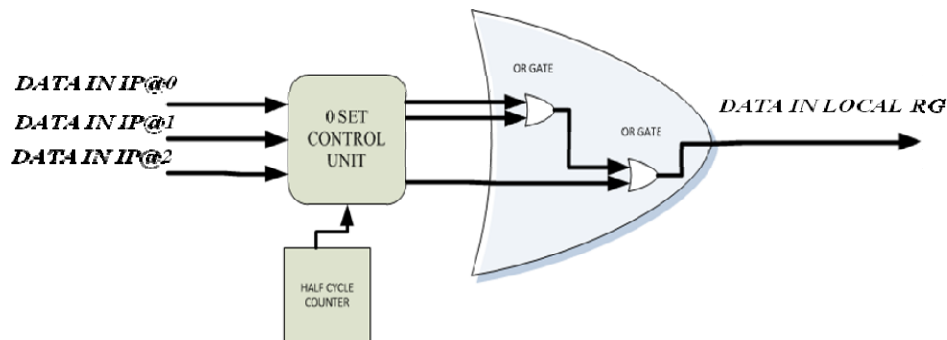 DATA IN IP@0
DATA IN IP@1
DATA IN IP@2
0 SET
CONTROL
UNIT
HALF CYCLE
COUNTER
OR GATE
OR GATE
DATA IN LOCAL RG